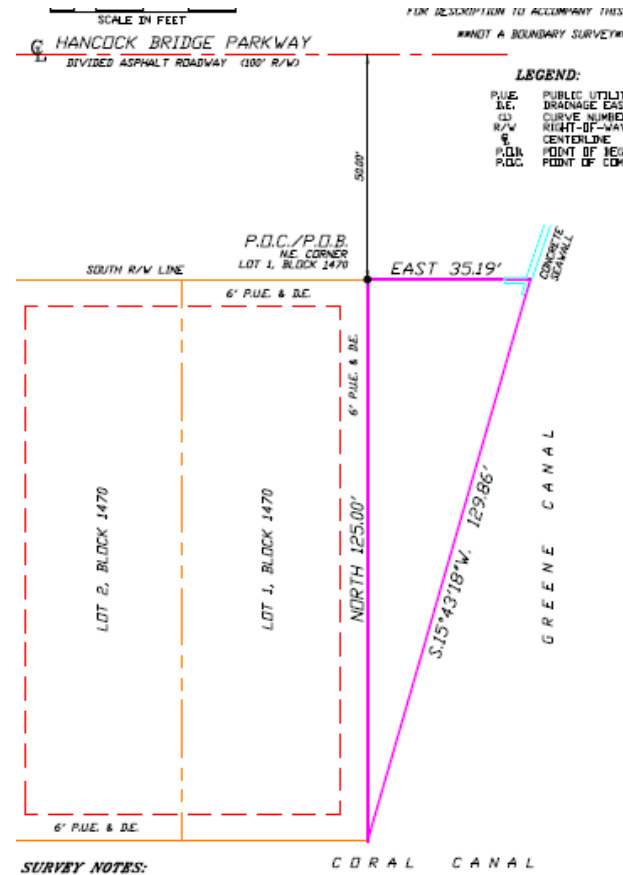 SCALE IN FEET
FOR DESCRIPTION TO ACCOMPANY THIS
**NOT A BOUNDARY SURVEY**
℄ HANCOCK BRIDGE PARKWAY
DIVIDED ASPHALT ROADWAY (100' R/W)
LEGEND:
P.U.E. PUBLIC UTILIT
D.E. DRAINAGE EAS
CURVE NUMBER
R/W RIGHT-OF-WAY
℄ CENTERLINE
P.O.B. POINT OF BEG
P.O.C. POINT OF COM
50.00'
P.O.C./P.O.B.
N.E. CORNER
LOT 1, BLOCK 1470
SOUTH R/W LINE
EAST 35.19'
CONCRETE
SEAWALL
6' P.U.E. & D.E.
6' P.U.E. & D.E.
LOT 2, BLOCK 1470
LOT 1, BLOCK 1470
NORTH 125.00'
S.15°43'18"W. 129.86'
GREENE CANAL
6' P.U.E. & D.E.
SURVEY NOTES:
CORAL CANAL